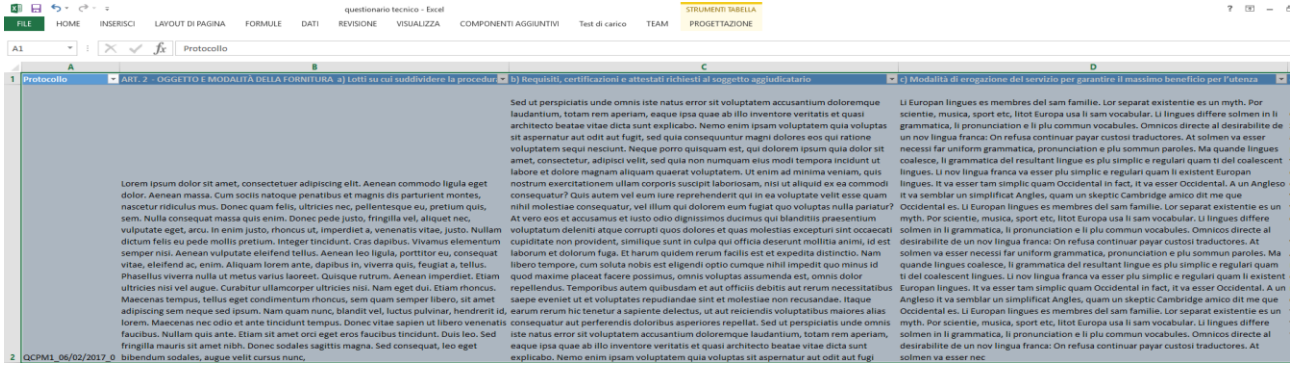 questionario tecnico - Excel
STRUMENTI TABELLA
FILE HOME INSERISCI LAYOUT DI PAGINA FORMULE DATI REVISIONE VISUALIZZA COMPONENTI AGGIUNTIVI Test di carico TEAM PROGETTAZIONE
A1 fx Protocollo
A B C D
1 Protocollo ART. 2 - OGGETTO E MODALITÀ DELLA FORNITURA a) Lotti su cui suddividere la procedur b) Requisiti, certificazioni e attestati richiesti al soggetto aggiudicatario c) Modalità di erogazione del servizio per garantire il massimo beneficio per l'utenza
2 QCPM1_06/02/2017_0
Lorem ipsum dolor sit amet, consectetuer adipiscing elit. Aenean commodo ligula eget
dolor. Aenean massa. Cum sociis natoque penatibus et magnis dis parturient montes,
nascetur ridiculus mus. Donec quam felis, ultricies nec, pellentesque eu, pretium quis,
sem. Nulla consequat massa quis enim. Donec pede justo, fringilla vel, aliquet nec,
vulputate eget, arcu. In enim justo, rhoncus ut, imperdiet a, venenatis vitae, justo. Nullam
dictum felis eu pede mollis pretium. Integer tincidunt. Cras dapibus. Vivamus elementum
semper nisi. Aenean vulputate eleifend tellus. Aenean leo ligula, porttitor eu, consequat
vitae, eleifend ac, enim. Aliquam lorem ante, dapibus in, viverra quis, feugiat a, tellus.
Phasellus viverra nulla ut metus varius laoreet. Quisque rutrum. Aenean imperdiet. Etiam
ultricies nisi vel augue. Curabitur ullamcorper ultricies nisi. Nam eget dui. Etiam rhoncus.
Maecenas tempus, tellus eget condimentum rhoncus, sem quam semper libero, sit amet
adipiscing sem neque sed ipsum. Nam quam nunc, blandit vel, luctus pulvinar, hendrerit id,
lorem. Maecenas nec odio et ante tincidunt tempus. Donec vitae sapien ut libero venenatis
faucibus. Nullam quis ante. Etiam sit amet orci eget eros faucibus tincidunt. Duis leo. Sed
fringilla mauris sit amet nibh. Donec sodales sagittis magna. Sed consequat, leo eget
bibendum sodales, augue velit cursus nunc,
Sed ut perspiciatis unde omnis iste natus error sit voluptatem accusantium doloremque
laudantium, totam rem aperiam, eaque ipsa quae ab illo inventore veritatis et quasi
architecto beatae vitae dicta sunt explicabo. Nemo enim ipsam voluptatem quia voluptas
sit aspernatur aut odit aut fugit, sed quia consequuntur magni dolores eos qui ratione
voluptatem sequi nesciunt. Neque porro quisquam est, qui dolorem ipsum quia dolor sit
amet, consectetur, adipisci velit, sed quia non numquam eius modi tempora incidunt ut
labore et dolore magnam aliquam quaerat voluptatem. Ut enim ad minima veniam, quis
nostrum exercitationem ullam corporis suscipit laboriosam, nisi ut aliquid ex ea commodi
consequatur? Quis autem vel eum iure reprehenderit qui in ea voluptate velit esse quam
nihil molestiae consequatur, vel illum qui dolorem eum fugiat quo voluptas nulla pariatur?
At vero eos et accusamus et iusto odio dignissimos ducimus qui blanditiis praesentium
voluptatum deleniti atque corrupti quos dolores et quas molestias excepturi sint occaecati
cupiditate non provident, similique sunt in culpa qui officia deserunt mollitia animi, id est
laborum et dolorum fuga. Et harum quidem rerum facilis est et expedita distinctio. Nam
libero tempore, cum soluta nobis est eligendi optio cumque nihil impedit quo minus id
quod maxime placeat facere possimus, omnis voluptas assumenda est, omnis dolor
repellendus. Temporibus autem quibusdam et aut officiis debitis aut rerum necessitatibus
saepe eveniet ut et voluptates repudiandae sint et molestiae non recusandae. Itaque
earum rerum hic tenetur a sapiente delectus, ut aut reiciendis voluptatibus maiores alias
consequatur aut perferendis doloribus asperiores repellat. Sed ut perspiciatis unde omnis
iste natus error sit voluptatem accusantium doloremque laudantium, totam rem aperiam,
eaque ipsa quae ab illo inventore veritatis et quasi architecto beatae vitae dicta sunt
explicabo. Nemo enim ipsam voluptatem quia voluptas sit aspernatur aut odit aut fugi
Li Europan lingues es membres del sam familie. Lor separat existentie es un myth. Por
scientie, musica, sport etc, litot Europa usa li sam vocabular. Li lingues differe solmen in li
grammatica, li pronunciation e li plu commun vocabules. Omnicos directe al desirabilite de
un nov lingua franca: On refusa continuar payar custosi traductores. At solmen va esser
necessi far uniform grammatica, pronunciation e plu sommun paroles. Ma quande lingues
coalesce, li grammatica del resultant lingue es plu simplic e regulari quam ti del coalescent
lingues. Li nov lingua franca va esser plu simplic e regulari quam li existent Europan
lingues. It va esser tam simplic quam Occidental in fact, it va esser Occidental. A un Angleso
it va semblar un simplificat Angles, quam un skeptic Cambridge amico dit me que
Occidental es. Li Europan lingues es membres del sam familie. Lor separat existentie es un
myth. Por scientie, musica, sport etc, litot Europa usa li sam vocabular. Li lingues differe
solmen in li grammatica, li pronunciation e li plu commun vocabules. Omnicos directe al
desirabilite de un nov lingua franca: On refusa continuar payar custosi traductores. At
solmen va esser necessi far uniform grammatica, pronunciation e plu sommun paroles. Ma
quande lingues coalesce, li grammatica del resultant lingue es plu simplic e regulari quam
ti del coalescent lingues. Li nov lingua franca va esser plu simplic e regulari quam li existent
Europan lingues. It va esser tam simplic quam Occidental in fact, it va esser Occidental. A un
Angleso it va semblar un simplificat Angles, quam un skeptic Cambridge amico dit me que
Occidental es. Li Europan lingues es membres del sam familie. Lor separat existentie es un
myth. Por scientie, musica, sport etc, litot Europa usa li sam vocabular. Li lingues differe
solmen in li grammatica, li pronunciation e li plu commun vocabules. Omnicos directe al
desirabilite de un nov lingua franca: On refusa continuar payar custosi traductores. At
solmen va esser nec